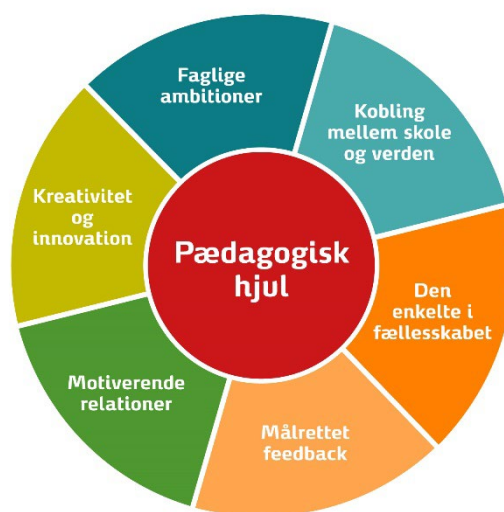 Faglige
ambitioner
Kobling
mellem skole
og verden
Den
enkelte i
fællesskabet
Målrettet
feedback
Motiverende
relationer
Kreativitet
og
innovation
Pædagogisk
hjul